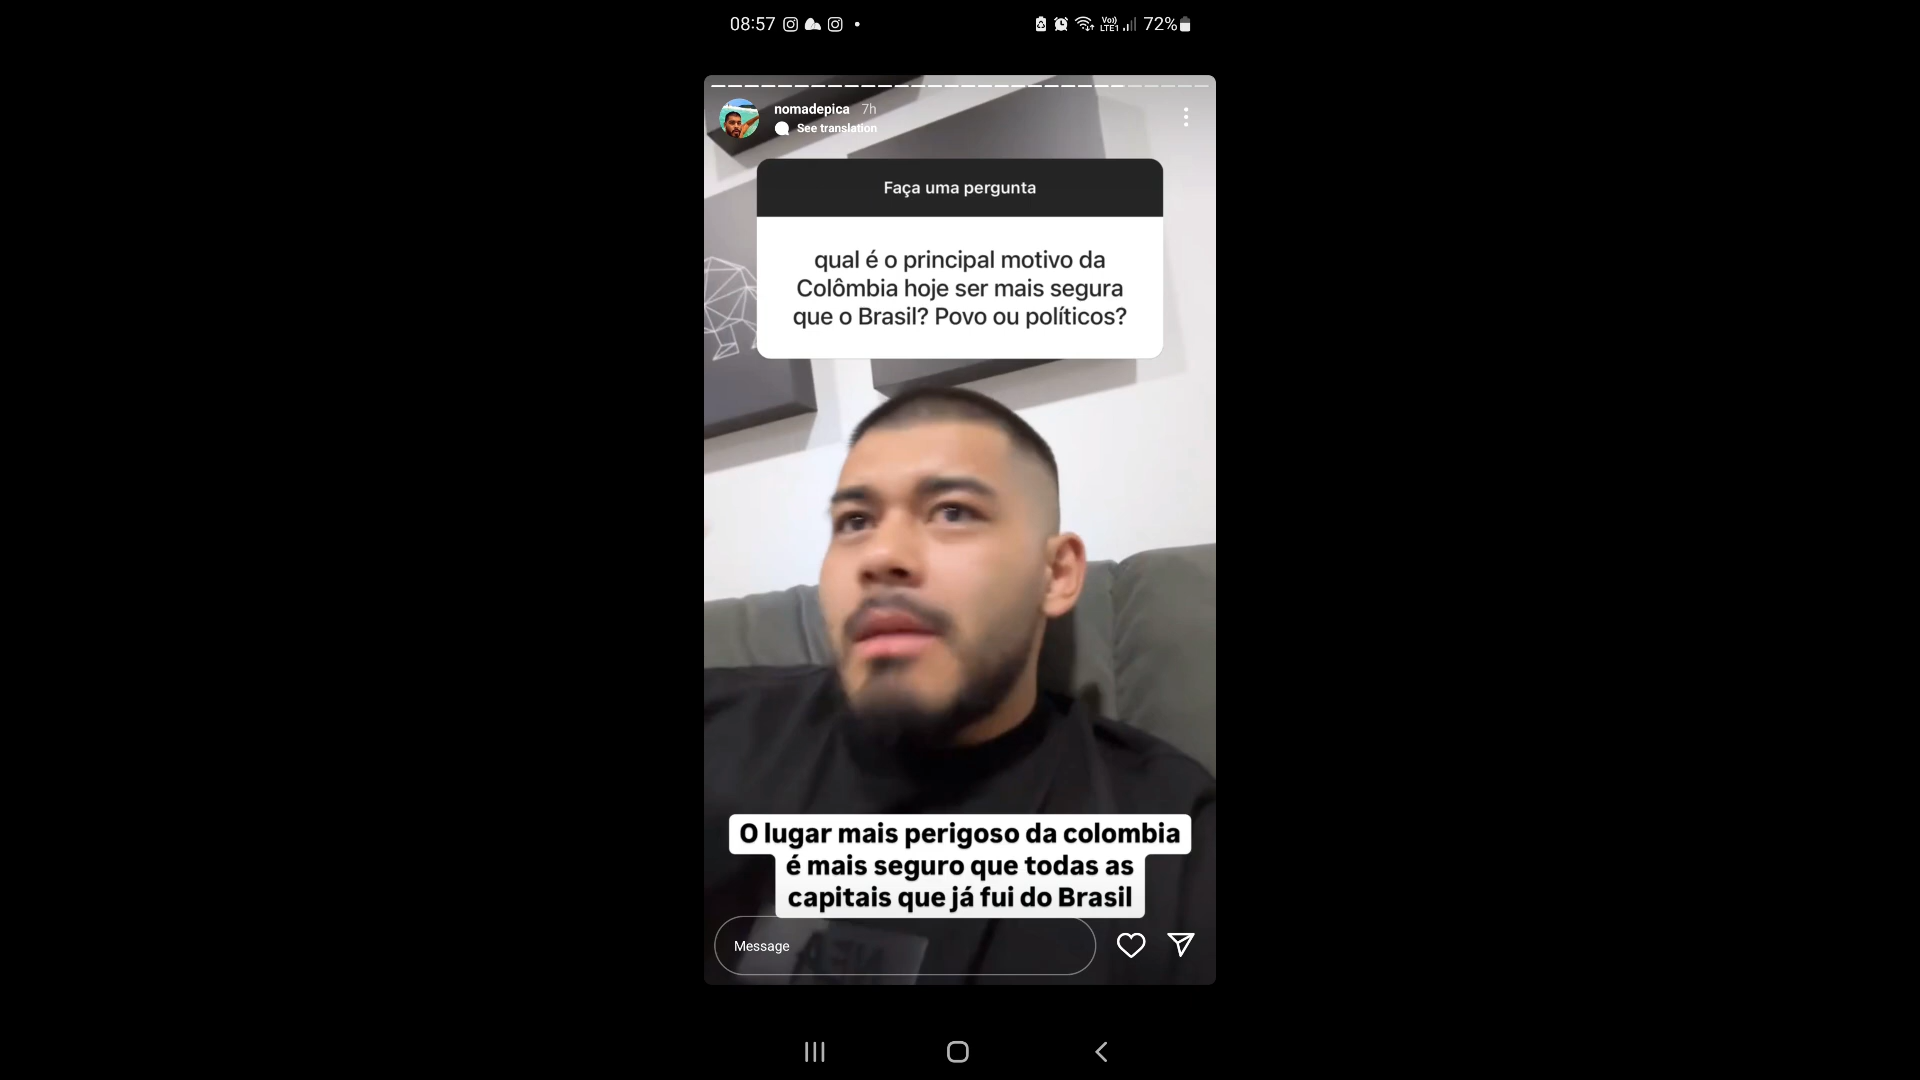 08:57
Vo)) LTE1 72%
nomadepica 7h
See translation
Faça uma pergunta
qual é o principal motivo da
Colômbia hoje ser mais segura
que o Brasil? Povo ou políticos?
O lugar mais perigoso da colombia
é mais seguro que todas as
capitais que já fui do Brasil
Message